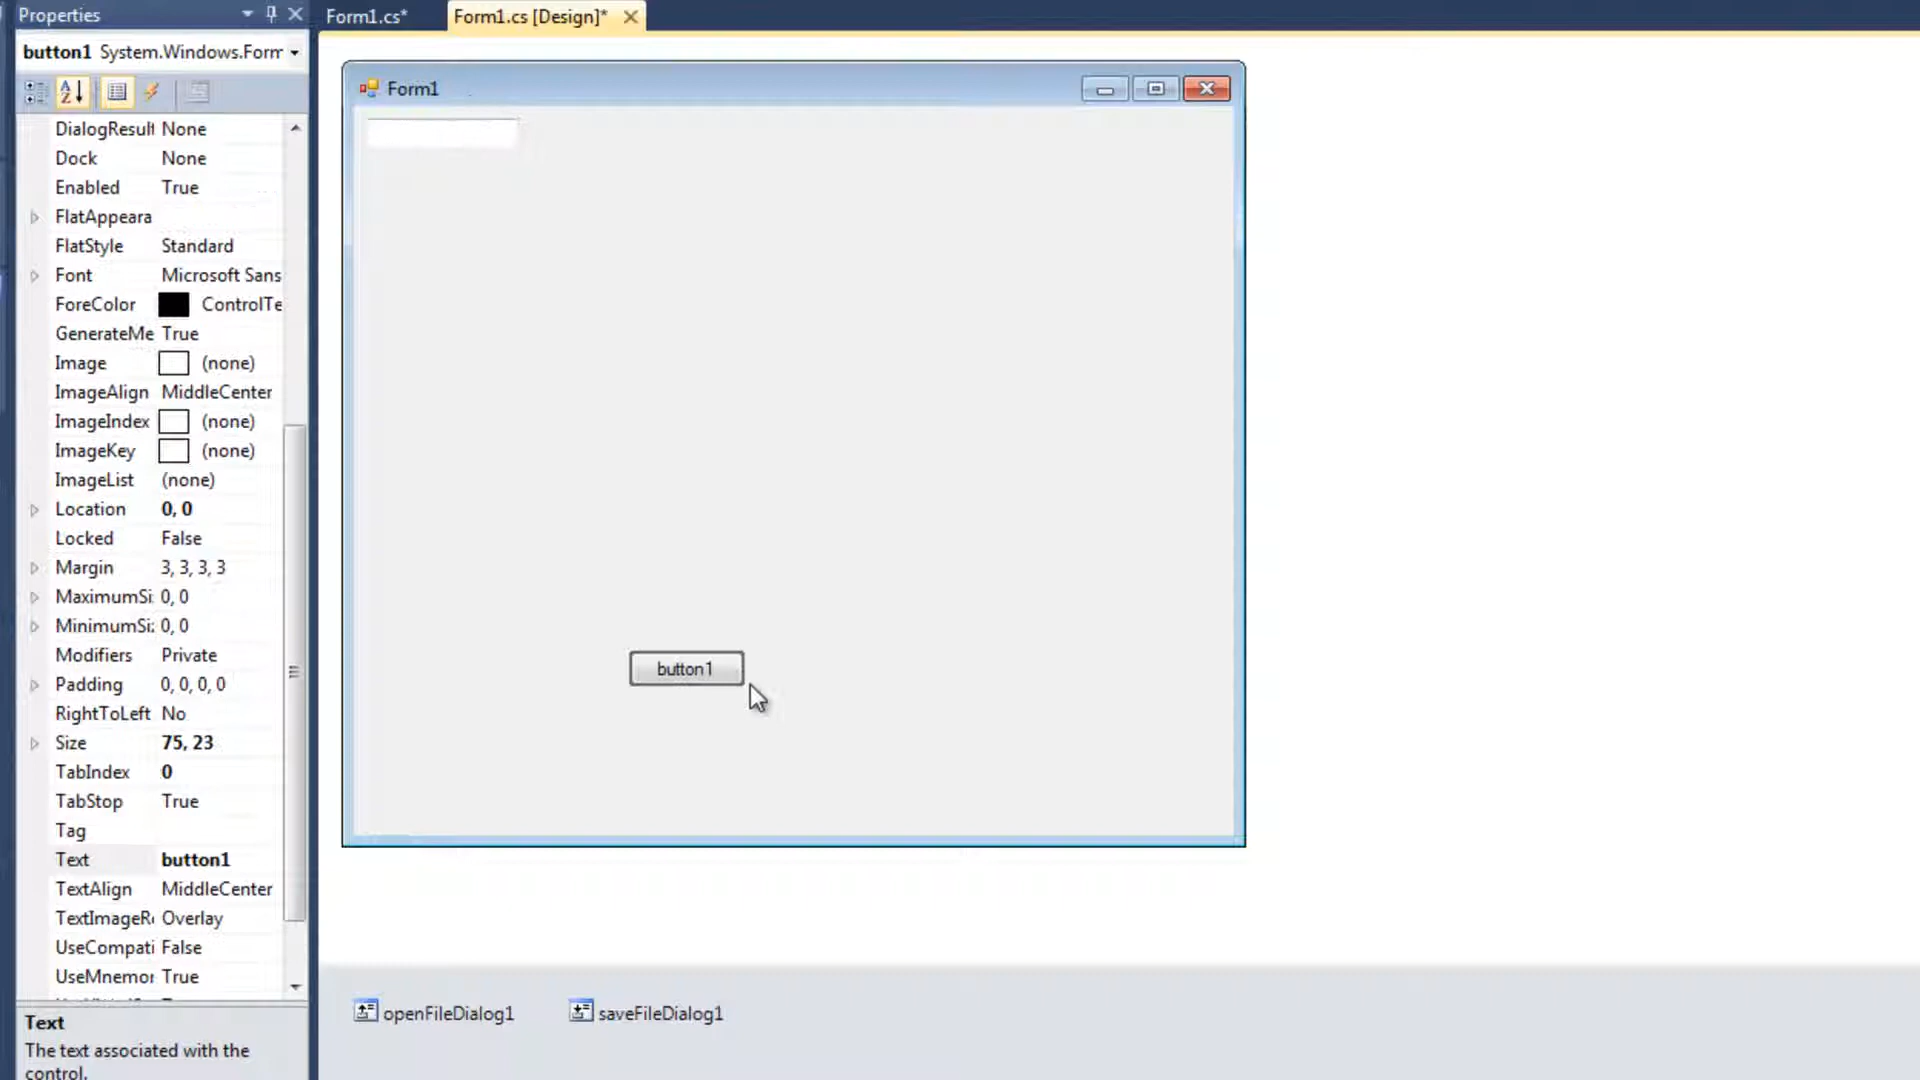 Properties
button1 System.Windows.Form
DialogResult None
Dock None
Enabled True
FlatAppeara
FlatStyle Standard
Font Microsoft Sans
ForeColor ControlTe
GenerateMe True
Image (none)
ImageAlign MiddleCenter
ImageIndex (none)
ImageKey (none)
ImageList (none)
Location 0, 0
Locked False
Margin 3, 3, 3, 3
MaximumSi 0, 0
MinimumSi 0, 0
Modifiers Private
Padding 0, 0, 0, 0
RightToLeft No
Size 75, 23
TabIndex 0
TabStop True
Tag
Text button1
TextAlign MiddleCenter
TextImageR Overlay
UseCompati False
UseMnemor True
Text
The text associated with the
control.
Form1.cs* Form1.cs [Design]*
Form1
button1
openFileDialog1 saveFileDialog1